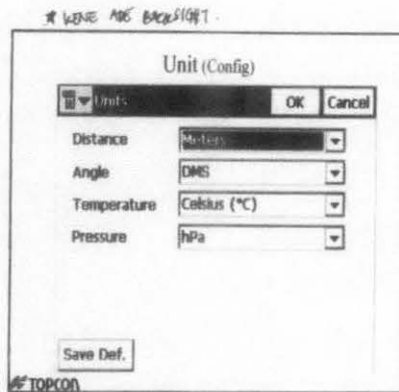 BACKSIGHT.
Unit (Config)
Units OK Cancel
Distance Meters
Angle DMS
Temperature Celsius (°C)
Pressure hPa
Save Def.
TOPCON